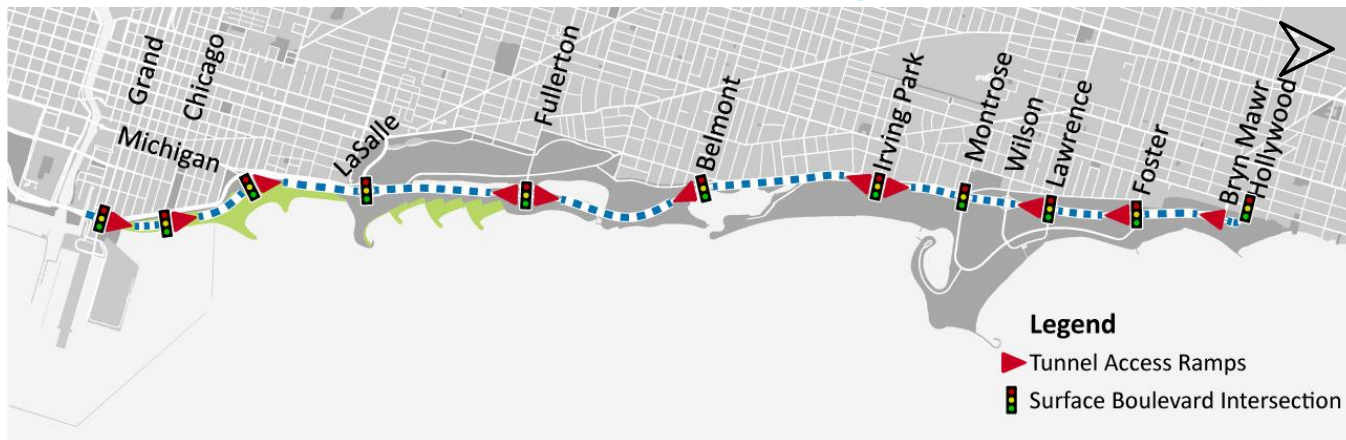 Grand
Chicago
Michigan
LaSalle
Fullerton
Belmont
Irving Park
Montrose
Wilson
Lawrence
Foster
Bryn Mawr
Hollywood
Legend
Tunnel Access Ramps
Surface Boulevard Intersection